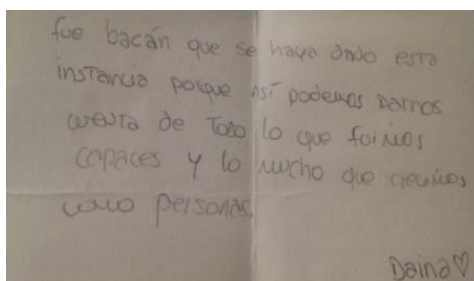 fue bacán que se haya dado esta
instancia porque así podemos darnos
cuenta de todo lo que fuimos
capaces y lo mucho que crecimos
como personas.
Daina♡